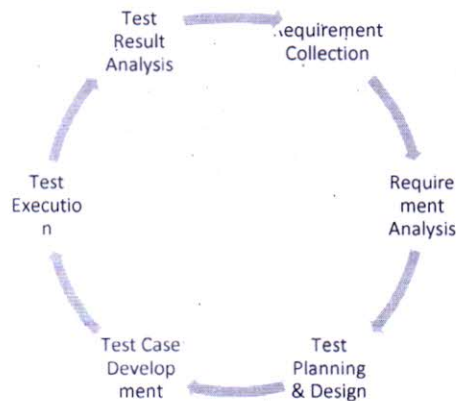 Test
Result
Analysis
Requirement
Collection
Require
ment
Analysis
Test
Planning
& Design
Test Case
Develop
ment
Test
Executio
n